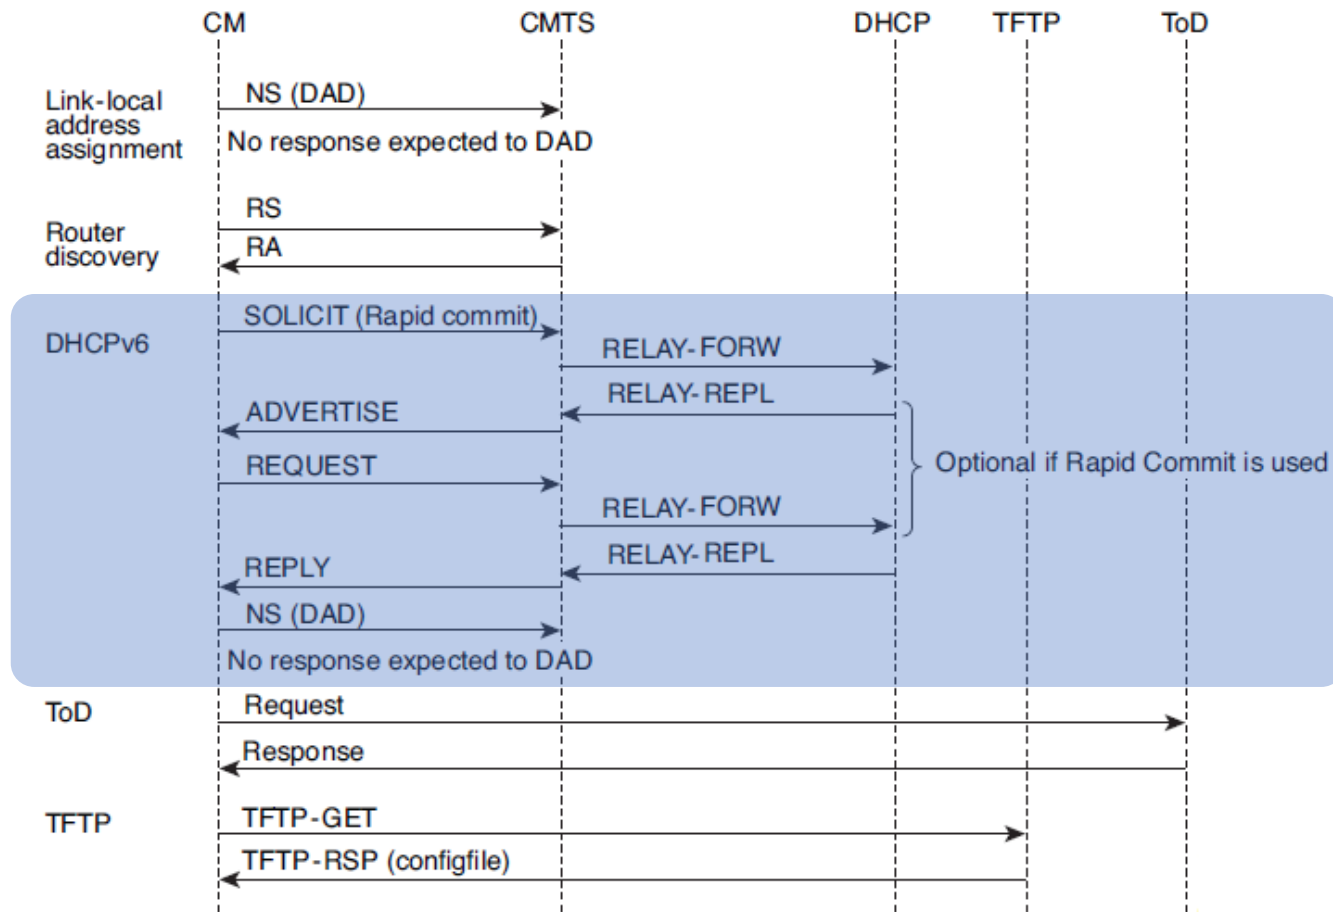 CM CMTS DHCP TFTP ToD
NS (DAD)
Link-local
address
assignment
No response expected to DAD
RS
Router
discovery
RA
SOLICIT (Rapid commit)
DHCPv6
RELAY-FORW
RELAY-REPL
ADVERTISE
REQUEST
Optional if Rapid Commit is used
RELAY-FORW
RELAY-REPL
REPLY
NS (DAD)
No response expected to DAD
ToD
Request
Response
TFTP
TFTP-GET
TFTP-RSP (configfile)